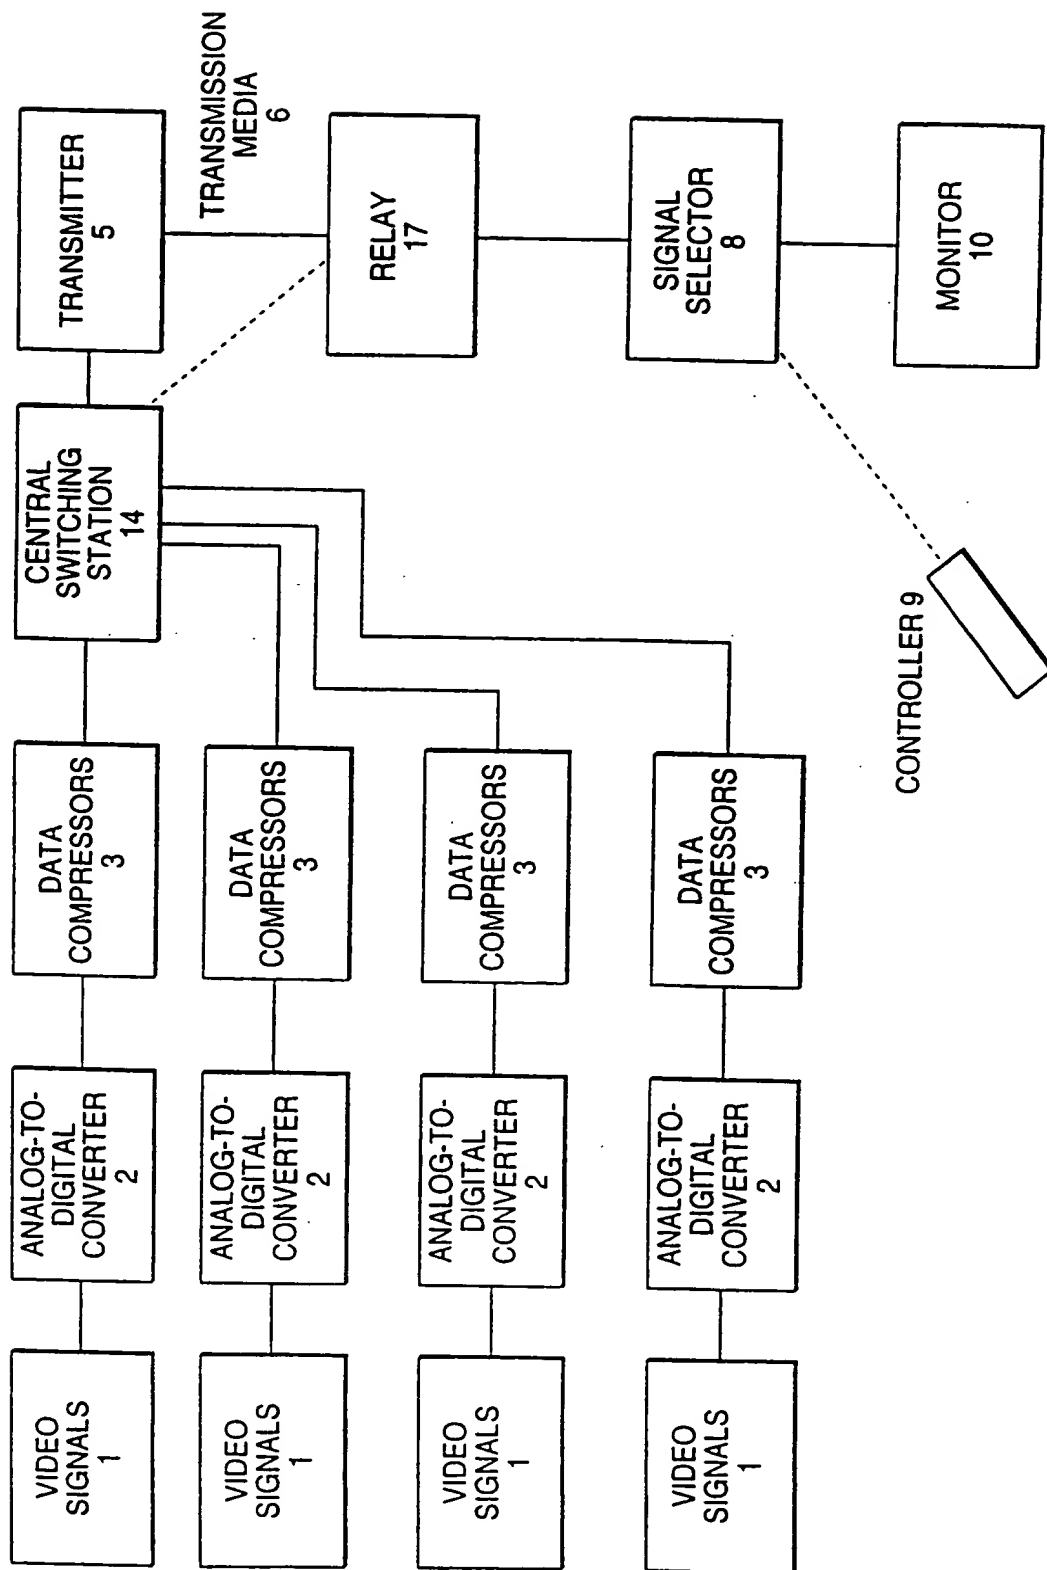 VIDEO
SIGNALS
1
ANALOG-TO-
DIGITAL
CONVERTER
2
DATA
COMPRESSORS
3
CENTRAL
SWITCHING
STATION
14
TRANSMITTER
5
VIDEO
SIGNALS
1
ANALOG-TO-
DIGITAL
CONVERTER
2
DATA
COMPRESSORS
3
TRANSMISSION
MEDIA
6
VIDEO
SIGNALS
1
ANALOG-TO-
DIGITAL
CONVERTER
2
DATA
COMPRESSORS
3
RELAY
17
VIDEO
SIGNALS
1
ANALOG-TO-
DIGITAL
CONVERTER
2
DATA
COMPRESSORS
3
SIGNAL
SELECTOR
8
CONTROLLER 9
MONITOR
10